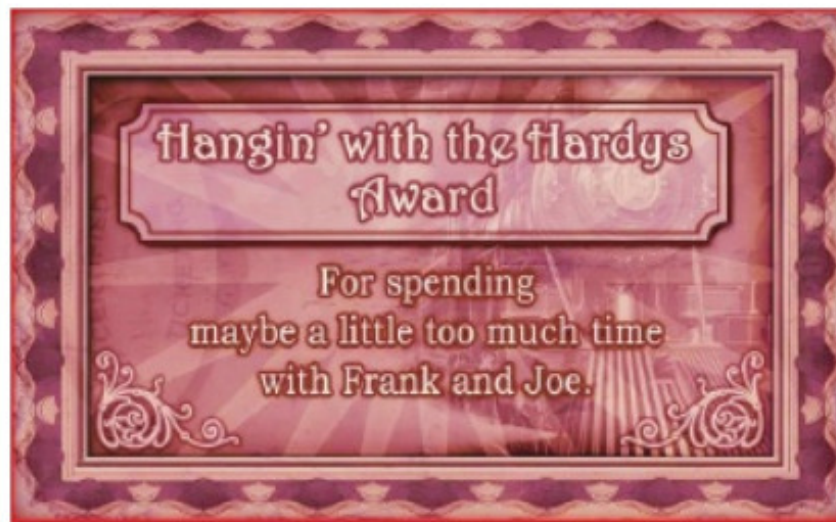 Hangin' with the Hardys
Award
For spending
maybe a little too much time
with Frank and Joe.